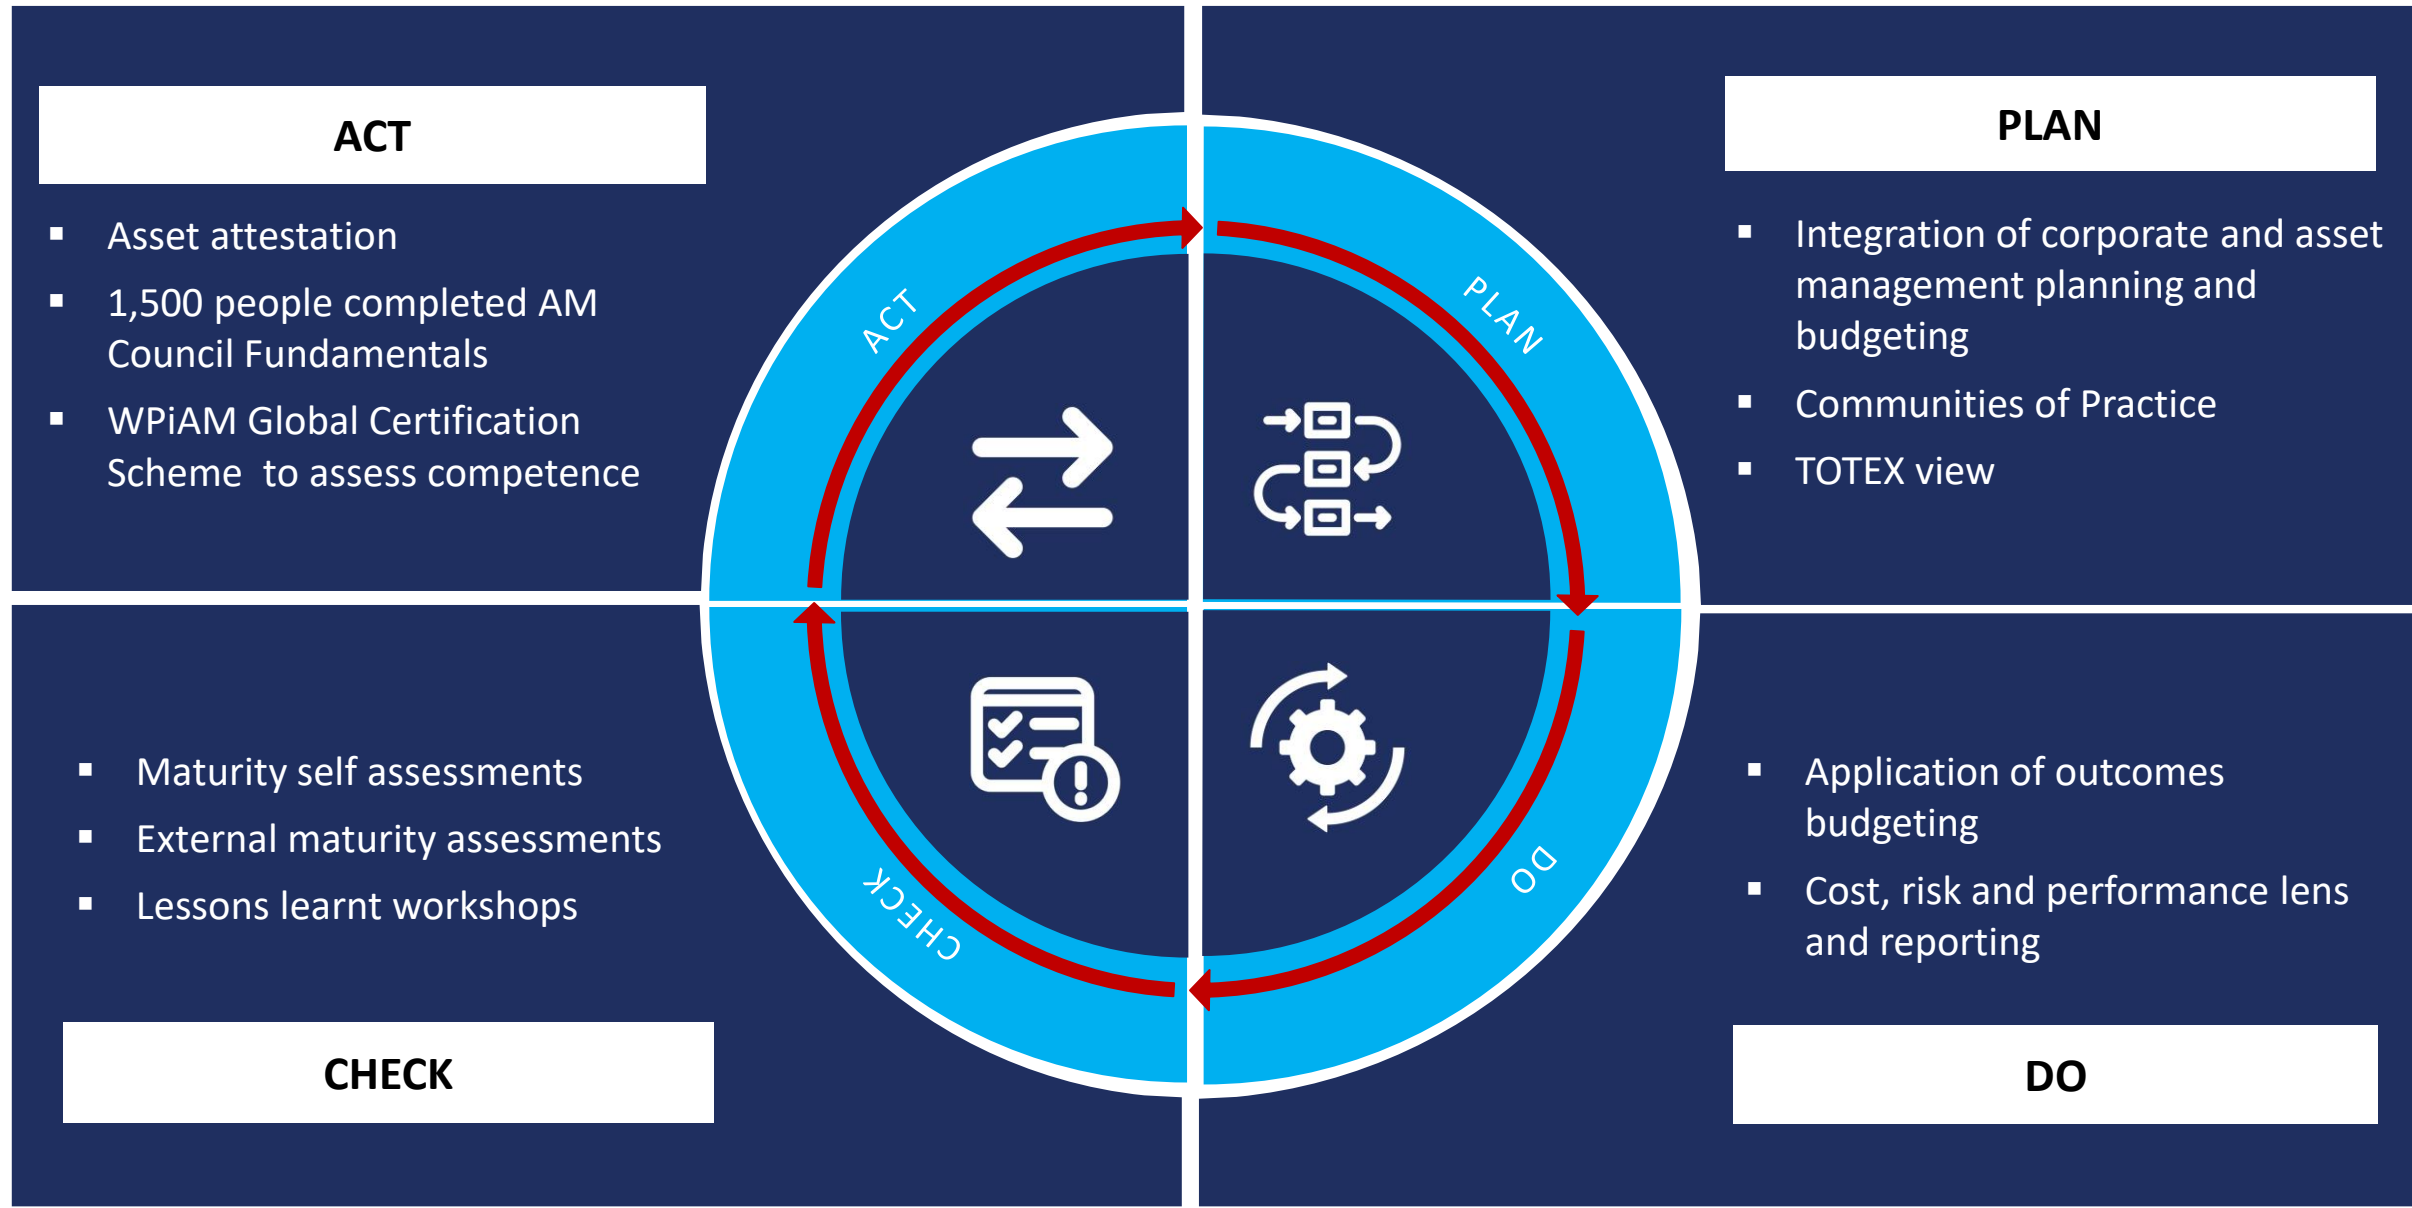 ACT
▪ Asset attestation
▪ 1,500 people completed AM
Council Fundamentals
▪ WPiAM Global Certification
Scheme  to assess competence
PLAN
▪ Integration of corporate and asset
management planning and
budgeting
▪ Communities of Practice
▪ TOTEX view
ACT
PLAN
CHECK
DO
▪ Maturity self assessments
▪ External maturity assessments
▪ Lessons learnt workshops
CHECK
▪ Application of outcomes
budgeting
▪ Cost, risk and performance lens
and reporting
DO